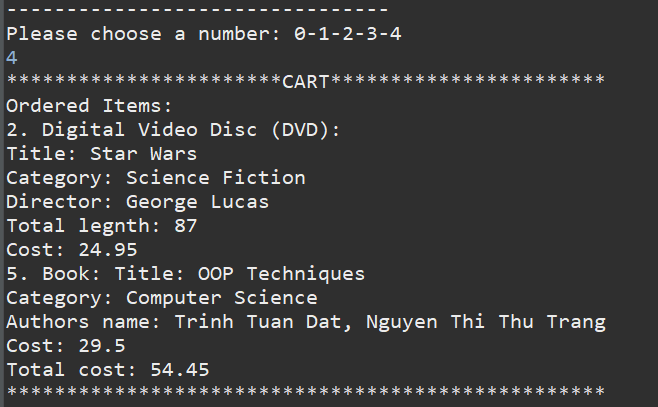 --------------------------------
Please choose a number: 0-1-2-3-4
4
***********************CART***********************
Ordered Items:
2. Digital Video Disc (DVD):
Title: Star Wars
Category: Science Fiction
Director: George Lucas
Total legnth: 87
Cost: 24.95
5. Book: Title: OOP Techniques
Category: Computer Science
Authors name: Trinh Tuan Dat, Nguyen Thi Thu Trang
Cost: 29.5
Total cost: 54.45
**************************************************